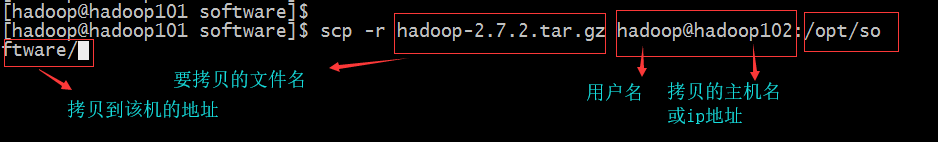 [hadoop@hadoop101 software]$
[hadoop@hadoop101 software]$ scp -r hadoop-2.7.2.tar.gz hadoop@hadoop102:/opt/so
ftware/
要拷贝的文件名
用户名
拷贝的主机名
或ip地址
拷贝到该机的地址